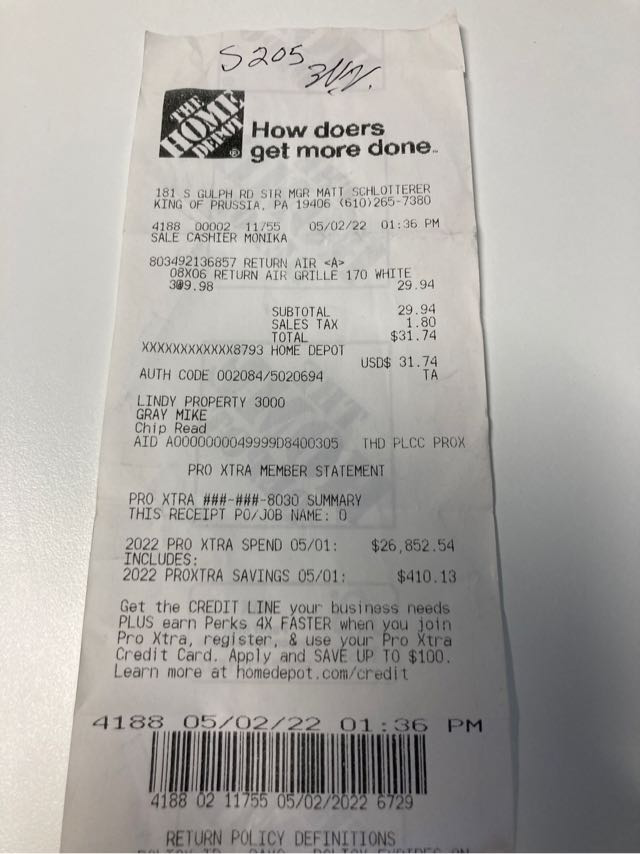 S205
THE
HOME
DEPOT
How doers
get more done™
181 S GULPH RD STR MGR MATT SCHLOTTERER
KING OF PRUSSIA, PA 19406 (610)265-7380
4188 00002 11755 05/02/22 01:36 PM
SALE CASHIER MONIKA
803492136857 RETURN AIR <A>
08X06 RETURN AIR GRILLE 170 WHITE
3@9.98 29.94
SUBTOTAL 29.94
SALES TAX 1.80
TOTAL $31.74
XXXXXXXXXXXX8793 HOME DEPOT
USD$ 31.74
AUTH CODE 002084/5020694 TA
LINDY PROPERTY 3000
GRAY MIKE
Chip Read
AID A0000000049999D8400305 THD PLCC PROX
PRO XTRA MEMBER STATEMENT
PRO XTRA ###-###-8030 SUMMARY
THIS RECEIPT PO/JOB NAME: 0
2022 PRO XTRA SPEND 05/01: $26,852.54
INCLUDES:
2022 PROXTRA SAVINGS 05/01: $410.13
Get the CREDIT LINE your business needs
PLUS earn Perks 4X FASTER when you join
Pro Xtra, register, & use your Pro Xtra
Credit Card. Apply and SAVE UP TO $100.
Learn more at homedepot.com/credit
4188 05/02/22 01:36 PM
4188 02 11755 05/02/2022 6729
RETURN POLICY DEFINITIONS